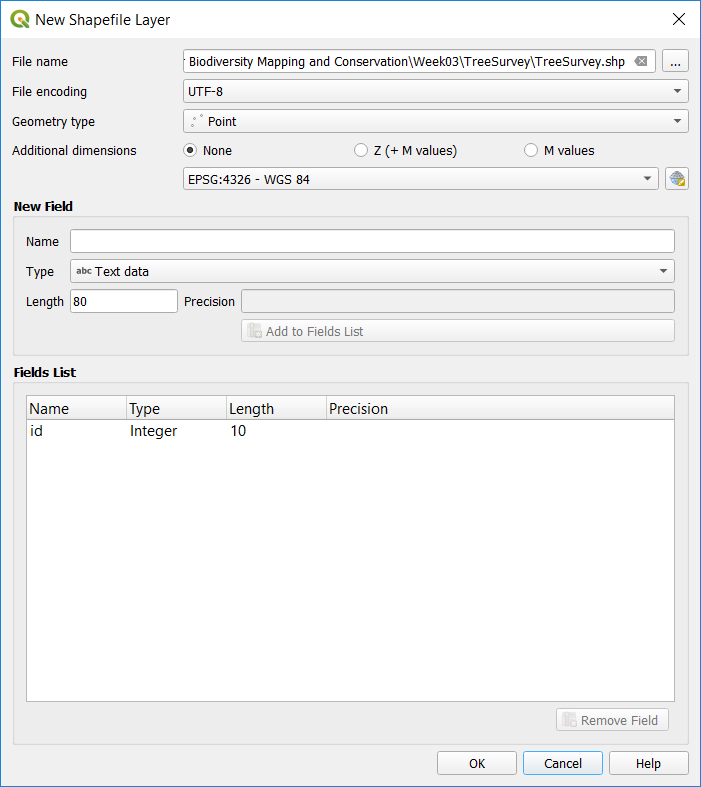 New Shapefile Layer
File name : Biodiversity Mapping and Conservation\Week03\TreeSurvey\TreeSurvey.shp ...
File encoding UTF-8
Geometry type Point
Additional dimensions None Z (+ M values) M values
EPSG:4326 - WGS 84
New Field
Name
Type abc Text data
Length 80 Precision
Add to Fields List
Fields List
Name Type Length Precision
id Integer 10
Remove Field
OK Cancel Help